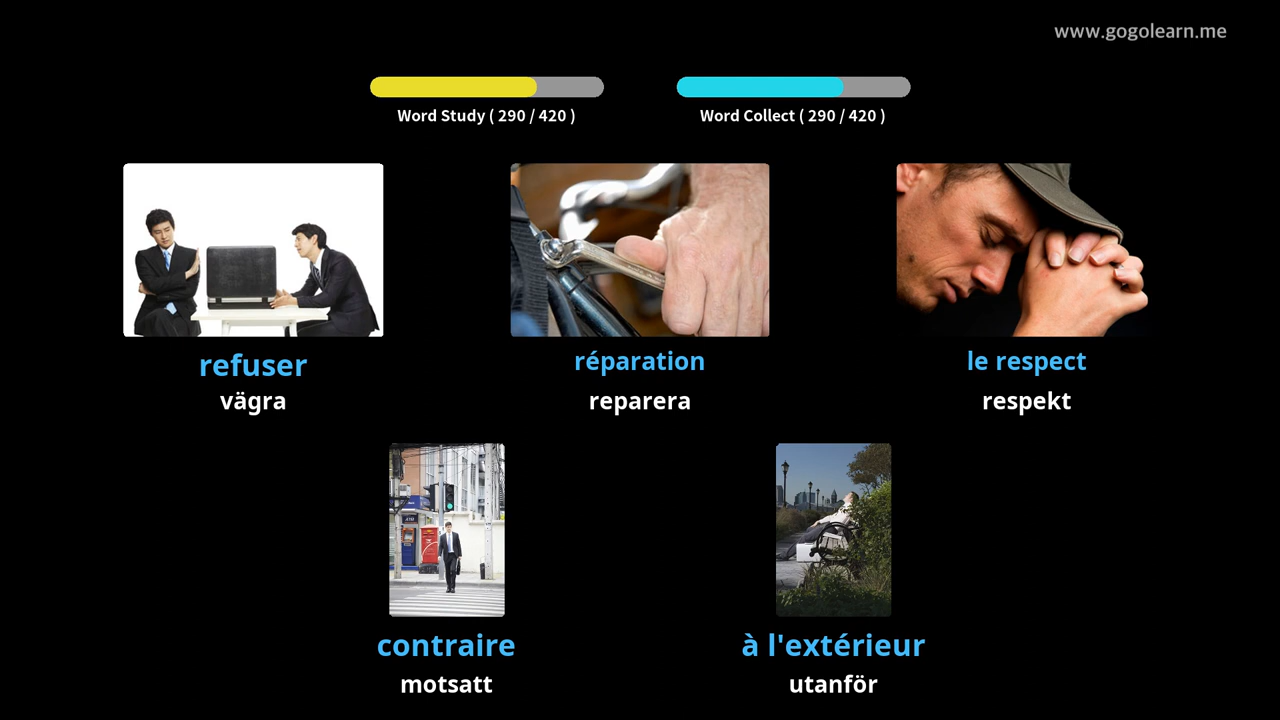 www.gogolearn.me
Word Study ( 290 / 420 )
Word Collect ( 290 / 420 )
refuser
vägra
réparation
reparera
le respect
respekt
contraire
motsatt
à l'extérieur
utanför